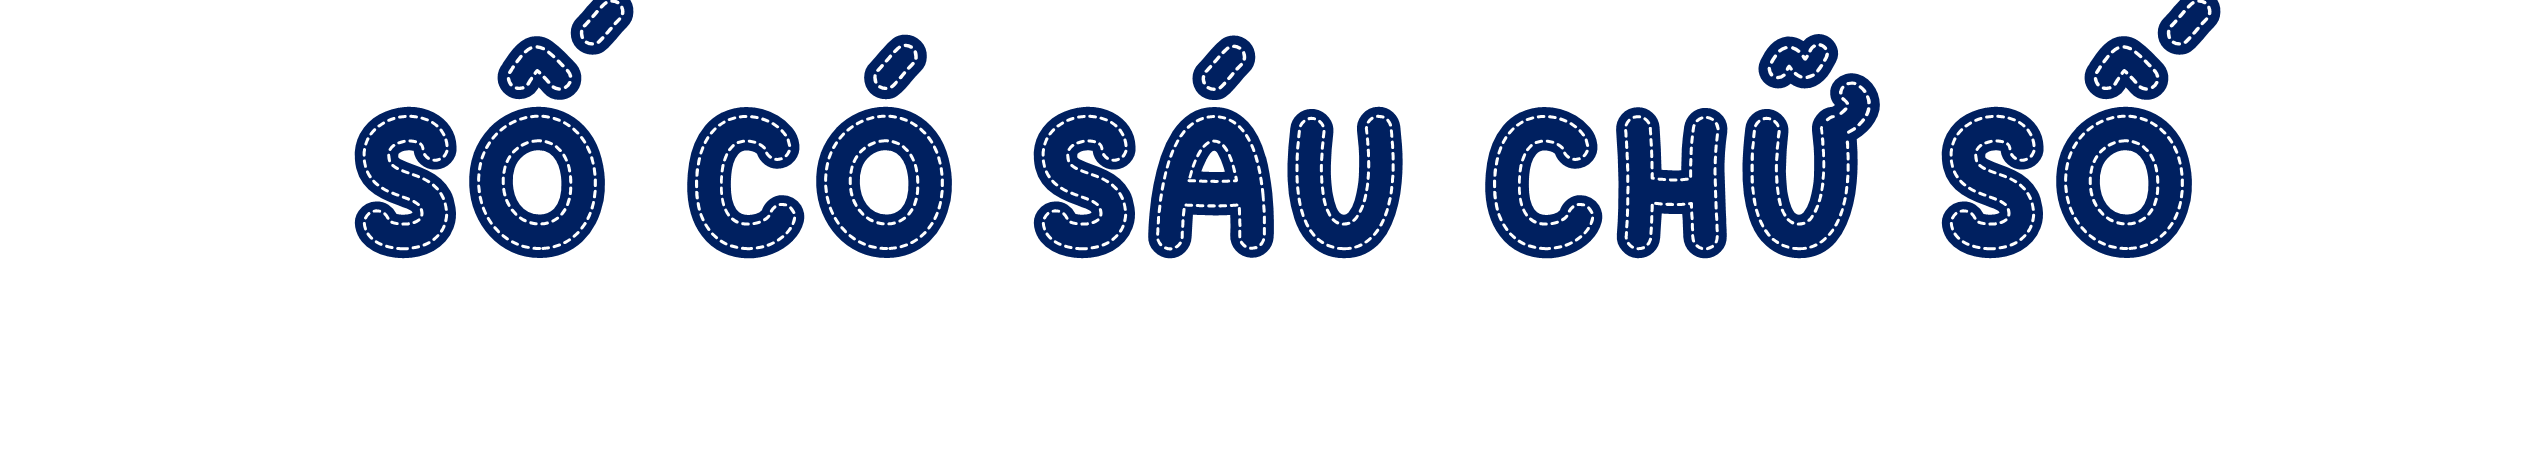 SỐ CÓ SÁU CHỮ SỐ